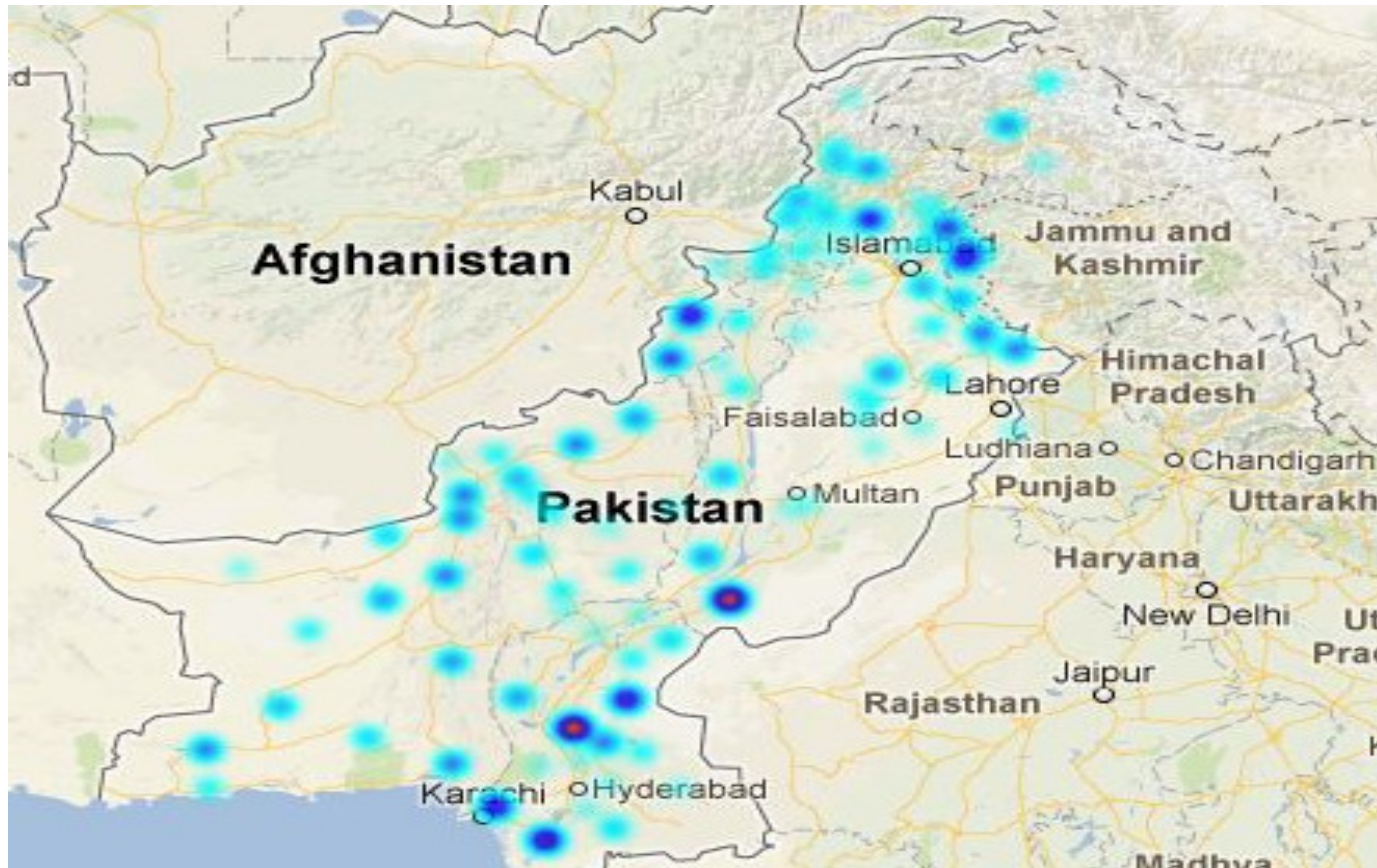 d
Kabul
Afghanistan
Islamabad
Jammu and
Kashmir
Himachal
Pradesh
Lahore
Faisalabad
Ludhiana
Chandigarh
Punjab
Uttarakh
Multan
Pakistan
Haryana
New Delhi
Ut
Prac
Jaipur
Rajasthan
K
Karachi
Hyderabad
Madhya